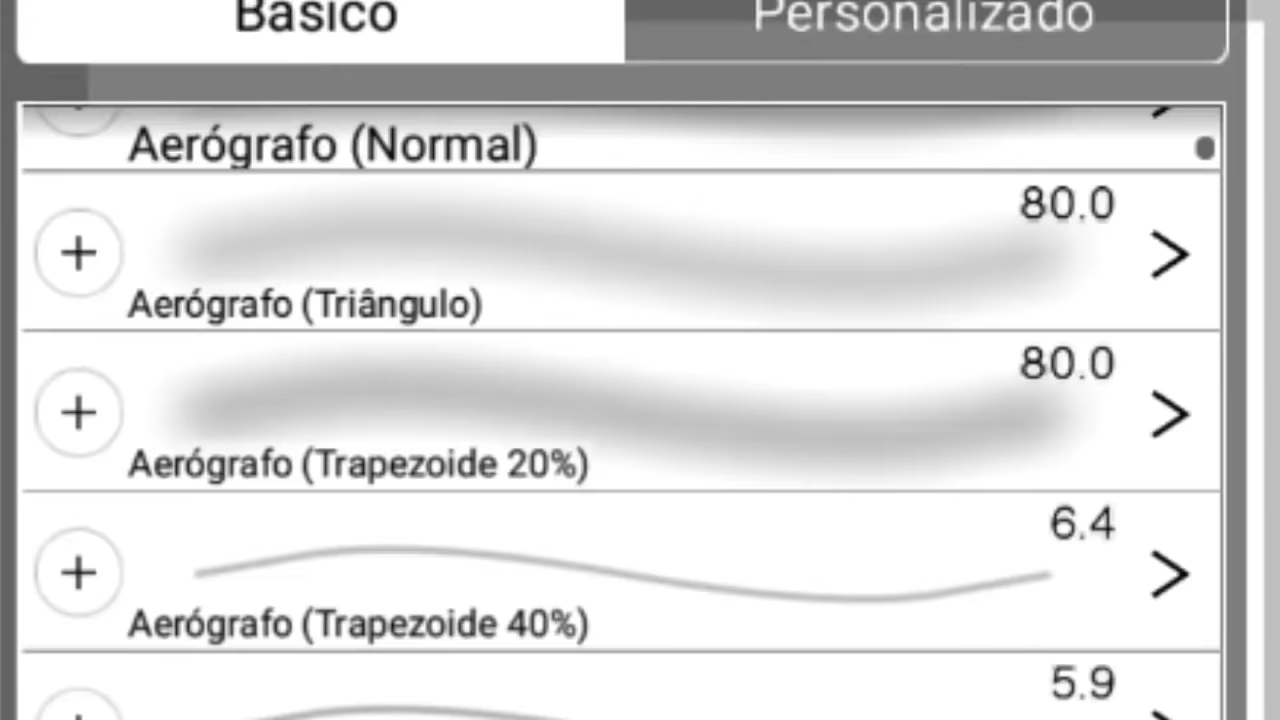 Básico Personalizado
Aerógrafo (Normal)
80.0
Aerógrafo (Triângulo)
80.0
Aerógrafo (Trapezoide 20%)
6.4
Aerógrafo (Trapezoide 40%)
5.9